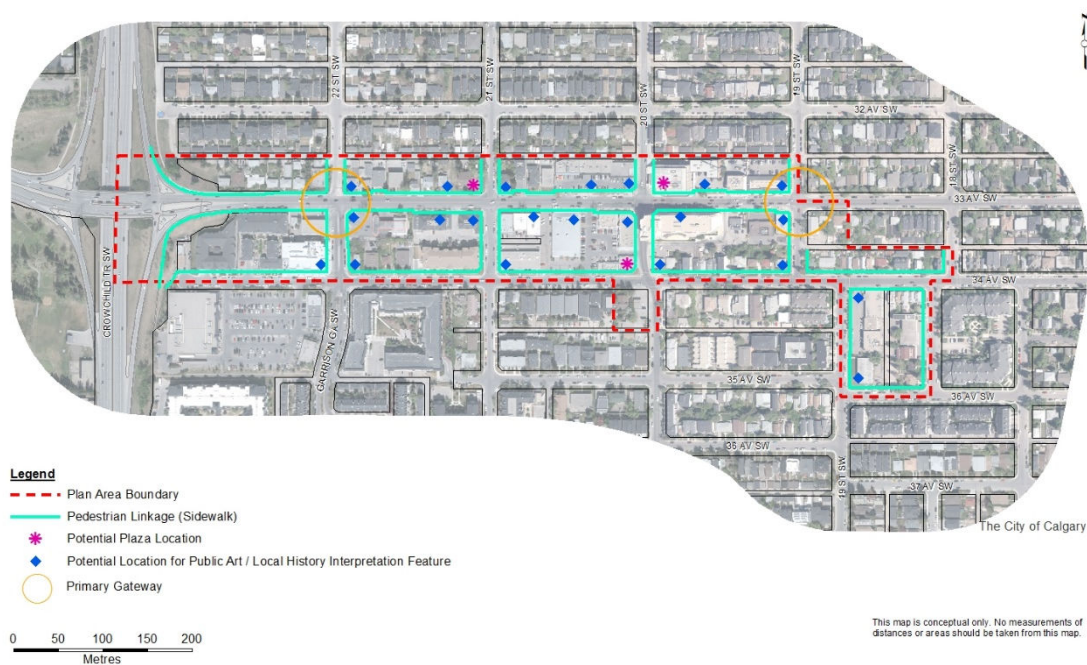 22 ST SW
21 ST SW
20 ST SW
19 ST SW
32 AV SW
18 ST SW
33 AV SW
CROWCHILD TR SW
GARRISON GA SW
34 AV SW
35 AV SW
36 AV SW
36 AV SW
19 ST SW
37 AV SW
The City of Calgary
Legend
Plan Area Boundary
Pedestrian Linkage (Sidewalk)
Potential Plaza Location
Potential Location for Public Art / Local History Interpretation Feature
Primary Gateway
0 50 100 150 200
Metres
This map is conceptual only. No measurements of
distances or areas should be taken from this map.